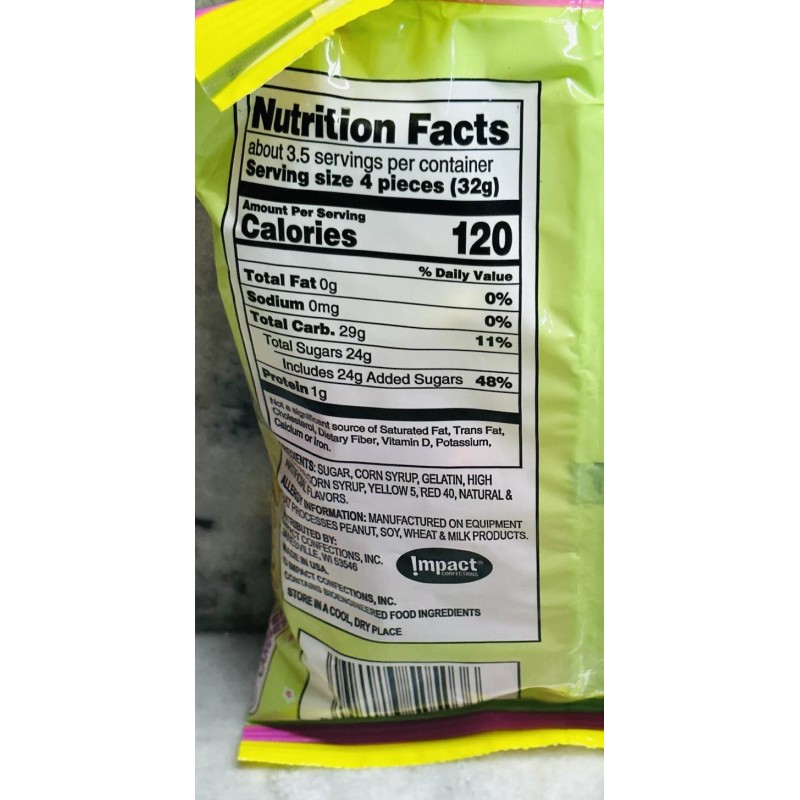 Nutrition Facts
about 3.5 servings per container
Serving size 4 pieces (32g)
Amount Per Serving
Calories 120
% Daily Value
Total Fat 0g 0%
Sodium 0mg 0%
Total Carb. 29g 11%
Total Sugars 24g
Includes 24g Added Sugars 48%
Protein 1g
Not a significant source of Saturated Fat, Trans Fat,
Cholesterol, Dietary Fiber, Vitamin D, Potassium,
Calcium or Iron.
SUGAR, CORN SYRUP, GELATIN, HIGH
CORN SYRUP, YELLOW 5, RED 40, NATURAL &
FLAVORS.
ALLERGY INFORMATION: MANUFACTURED ON EQUIPMENT
PROCESSES PEANUT, SOY, WHEAT & MILK PRODUCTS.
BY:
CONFECTIONS, INC.
WI 53546
MADE IN USA.
Impact
CONFECTIONS
IMPACT CONFECTIONS, INC.
CONTAINS BIOENGINEERED FOOD INGREDIENTS
STORE IN A COOL, DRY PLACE